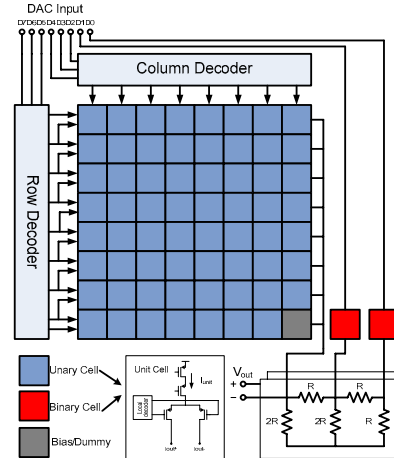 DAC Input
D7D6D5D4D3D2D1D0
Column Decoder
Row Decoder
Unary Cell
Binary Cell
Bias/Dummy
Unit Cell
Iunit
Local decoder
Iout+
Iout-
Vout
+
−
R
R
2R
2R
R